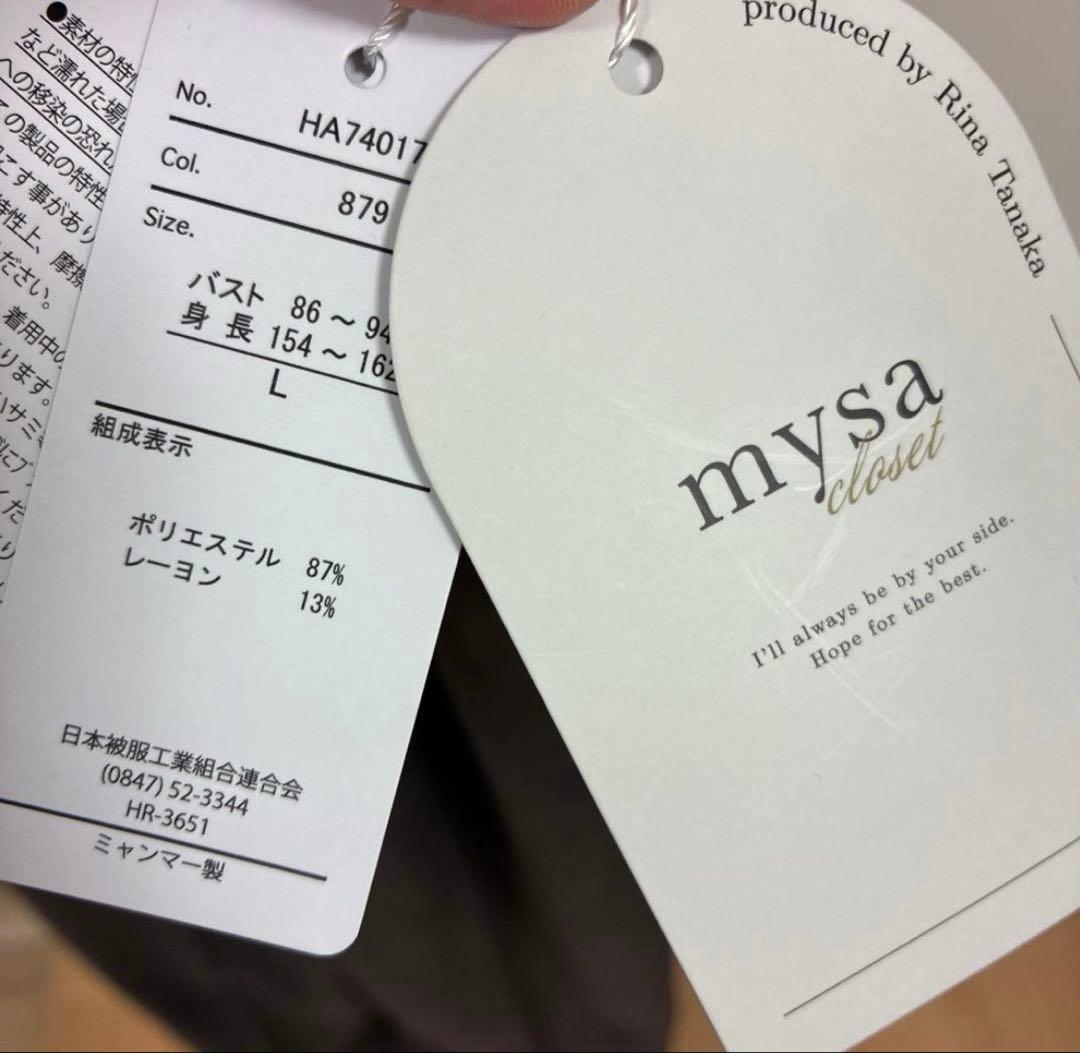 ●素材の特性
など濡れた場
への移染の恐れ
の製品の特性
こす事があり
特性上、摩擦
ださい。
着用中の
ります。
No.
HA74017
Col.
879
Size.
バスト 86 ~ 94
身 長 154 ~ 162
L
組成表示
ポリエステル 87%
レーヨン 13%
日本被服工業組合連合会
(0847) 52-3344
HR-3651
ミャンマー製
produced by Rina Tanaka
mysa
closet
I'll always be by your side.
Hope for the best.